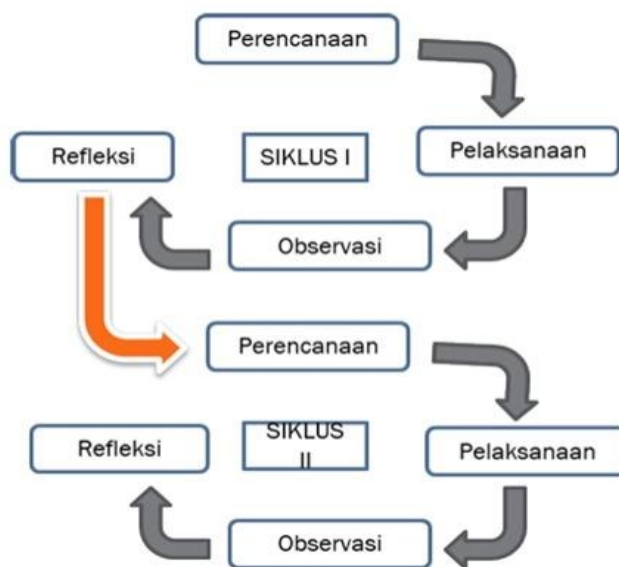 Perencanaan
Refleksi
SIKLUS I
Pelaksanaan
Observasi
Perencanaan
Refleksi
SIKLUS
II
Pelaksanaan
Observasi